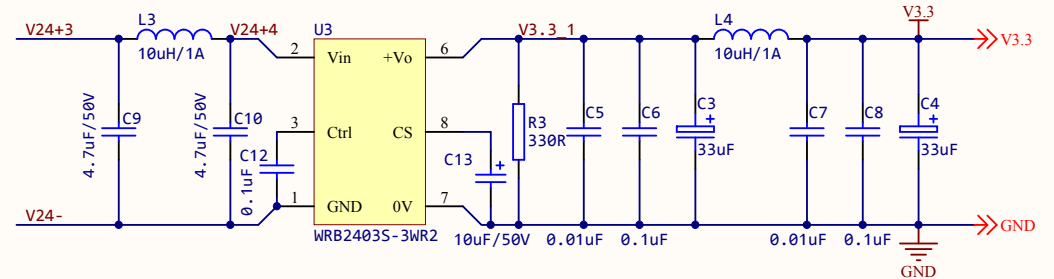 V24+3
L3
10uH/1A
V24+4
U3
2
Vin
+Vo
6
V3.3_1
L4
10uH/1A
V3.3
V3.3
4.7uF/50V
C9
4.7uF/50V
C10
3
Ctrl
CS
8
C12
0.1uF
C13
R3
330R
C5
C6
C3
33uF
C7
C8
C4
33uF
1
GND
0V
7
V24-
WRB2403S-3WR2
10uF/50V
0.01uF
0.1uF
0.01uF
0.1uF
GND
GND